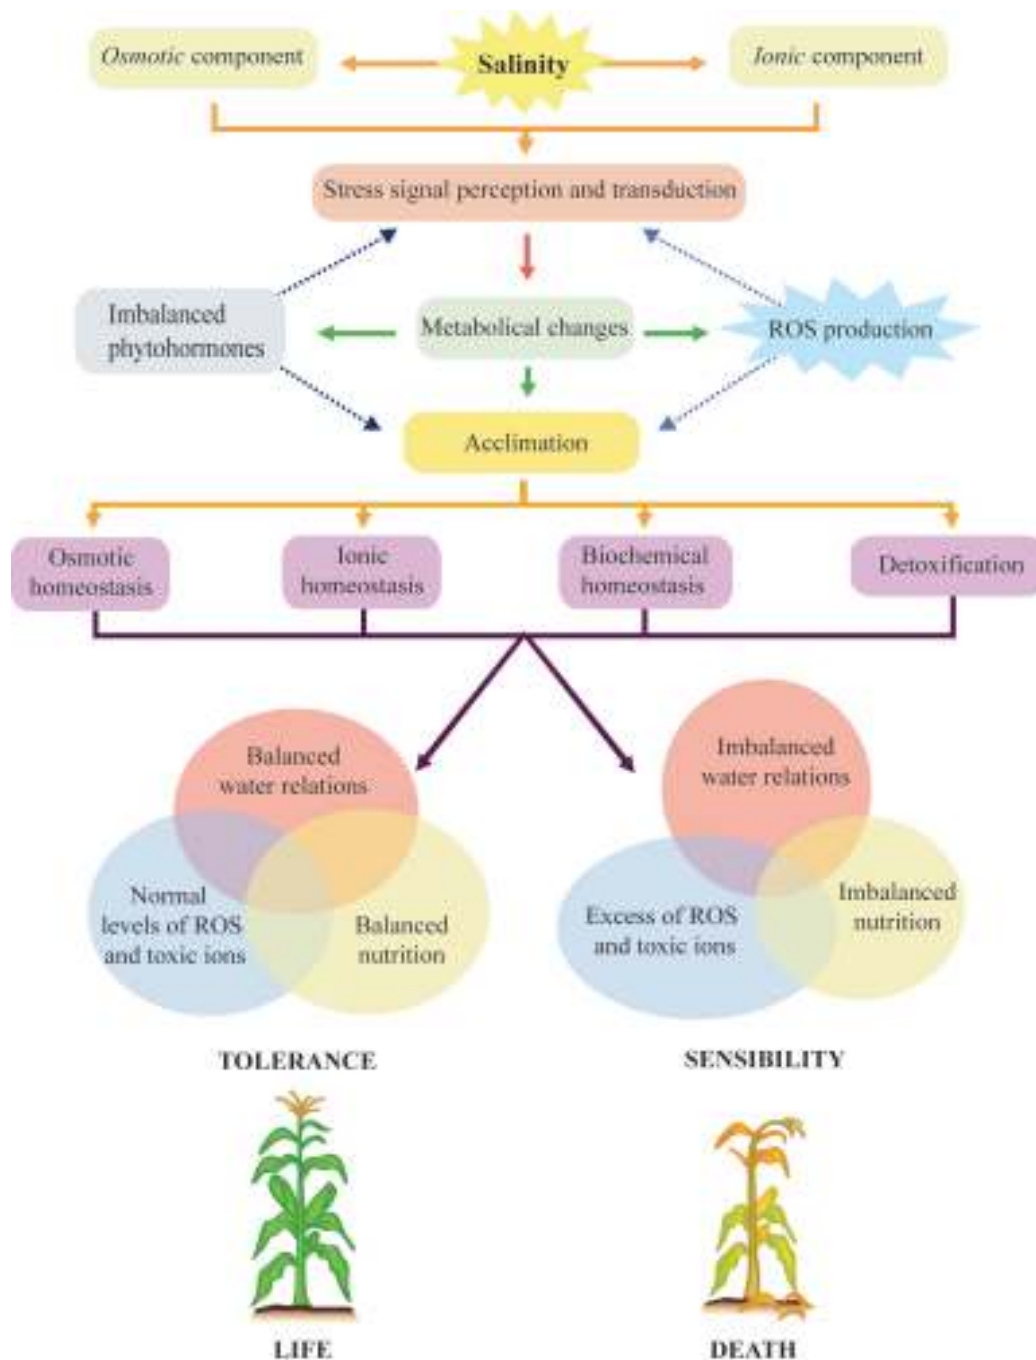 Osmotic component
Salinity
Ionic component
Stress signal perception and transduction
Imbalanced
phytohormones
Metabolical changes
ROS production
Acclimation
Osmotic
homeostasis
Ionic
homeostasis
Biochemical
homeostasis
Detoxification
Balanced
water relations
Normal
levels of ROS
and toxic ions
Balanced
nutrition
Imbalanced
water relations
Excess of ROS
and toxic ions
Imbalanced
nutrition
TOLERANCE
SENSIBILITY
LIFE
DEATH